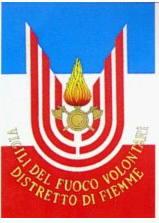 VIGILI DEL FUOCO VOLONTARI
DISTRETTO DI FIEMME